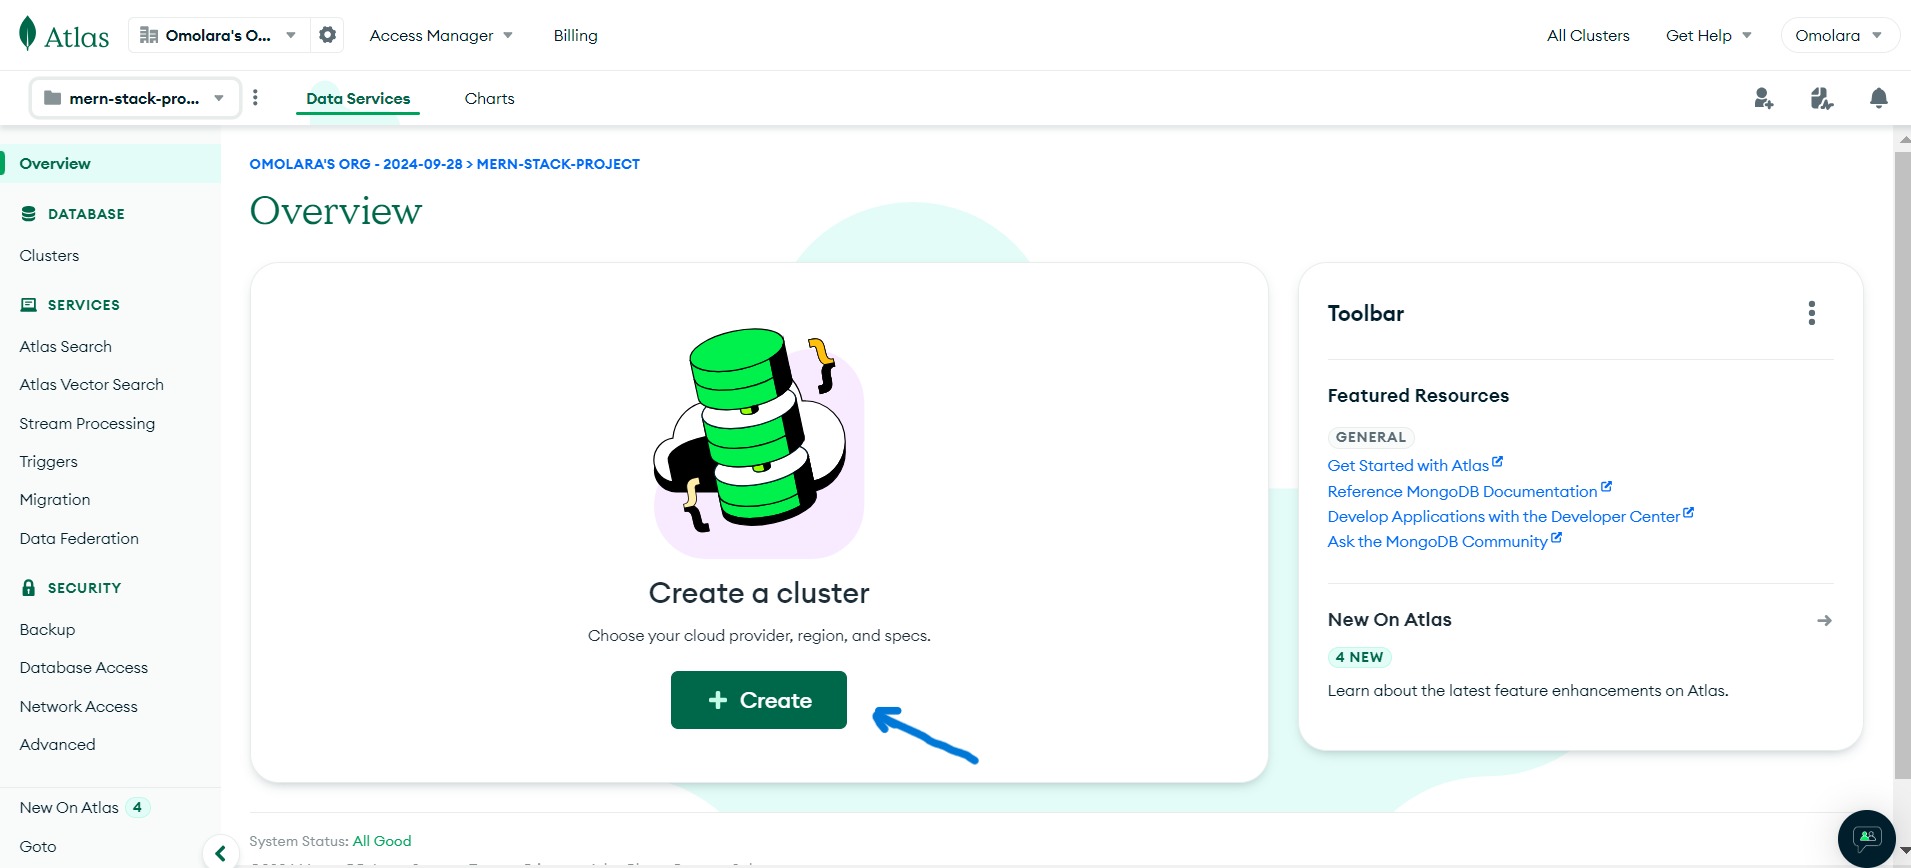 Atlas
Omolara's O...
Access Manager
Billing
All Clusters
Get Help
Omolara
mern-stack-pro...
Data Services
Charts
Overview
DATABASE
Clusters
SERVICES
Atlas Search
Atlas Vector Search
Stream Processing
Triggers
Migration
Data Federation
SECURITY
Backup
Database Access
Network Access
Advanced
New On Atlas 4
Goto
OMOLARA'S ORG - 2024-09-28 > MERN-STACK-PROJECT
Overview
Create a cluster
Choose your cloud provider, region, and specs.
+ Create
Toolbar
Featured Resources
GENERAL
Get Started with Atlas
Reference MongoDB Documentation
Develop Applications with the Developer Center
Ask the MongoDB Community
New On Atlas
4 NEW
Learn about the latest feature enhancements on Atlas.
System Status: All Good